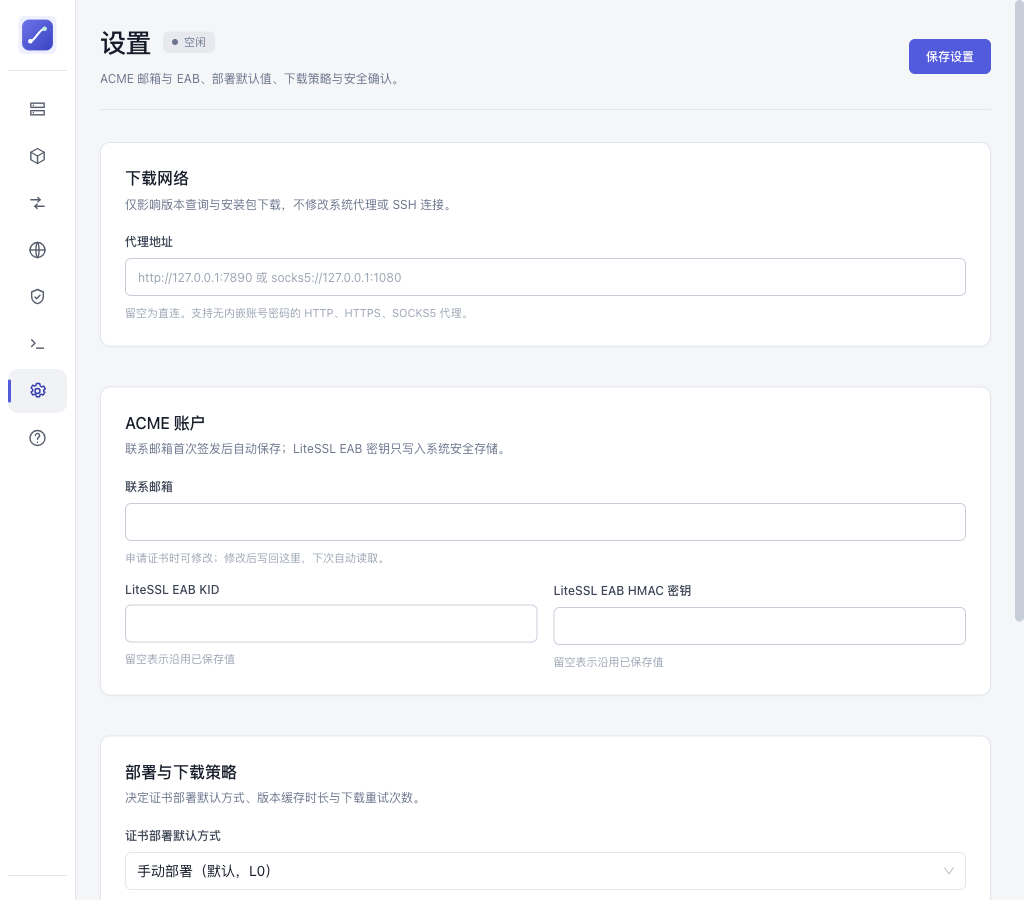 设置
空闲
ACME 邮箱与 EAB、部署默认值、下载策略与安全确认。
保存设置
下载网络
仅影响版本查询与安装包下载，不修改系统代理或 SSH 连接。
代理地址
http://127.0.0.1:7890 或 socks5://127.0.0.1:1080
留空为直连。支持无内嵌账号密码的 HTTP、HTTPS、SOCKS5 代理。
ACME 账户
联系邮箱首次签发后自动保存；LiteSSL EAB 密钥只写入系统安全存储。
联系邮箱
申请证书时可修改；修改后写回这里，下次自动读取。
LiteSSL EAB KID
LiteSSL EAB HMAC 密钥
留空表示沿用已保存值
留空表示沿用已保存值
部署与下载策略
决定证书部署默认方式、版本缓存时长与下载重试次数。
证书部署默认方式
手动部署（默认，L0）